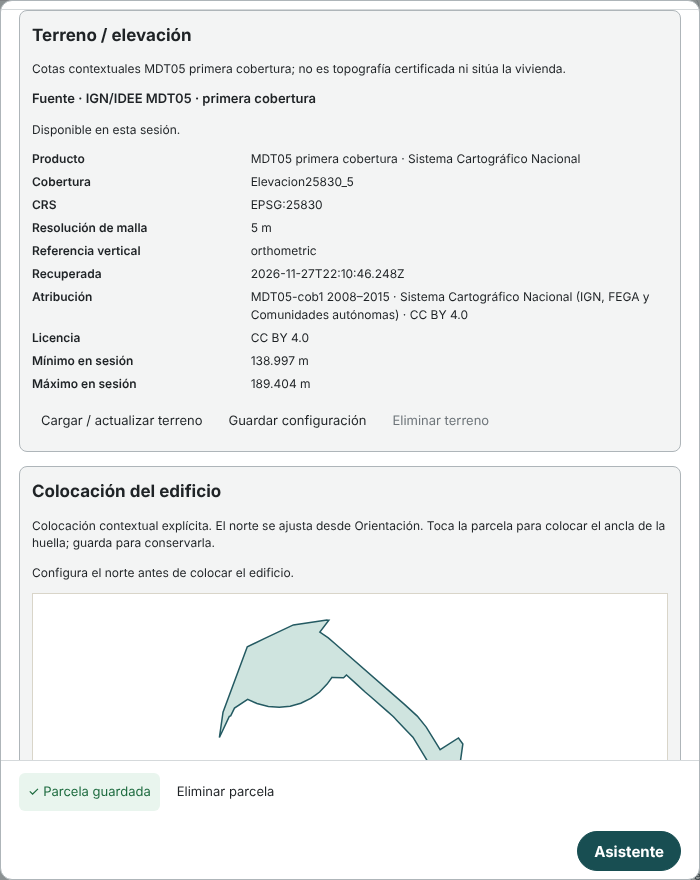 Terreno / elevación
Cotas contextuales MDT05 primera cobertura; no es topografía certificada ni sitúa la vivienda.
Fuente · IGN/IDEE MDT05 · primera cobertura
Disponible en esta sesión.
Producto MDT05 primera cobertura · Sistema Cartográfico Nacional
Cobertura Elevacion25830_5
CRS EPSG:25830
Resolución de malla 5 m
Referencia vertical orthometric
Recuperada 2026-11-27T22:10:46.248Z
Atribución MDT05-cob1 2008–2015 · Sistema Cartográfico Nacional (IGN, FEGA y
Comunidades autónomas) · CC BY 4.0
Licencia CC BY 4.0
Mínimo en sesión 138.997 m
Máximo en sesión 189.404 m
Cargar / actualizar terreno Guardar configuración Eliminar terreno
Colocación del edificio
Colocación contextual explícita. El norte se ajusta desde Orientación. Toca la parcela para colocar el ancla de la
huella; guarda para conservarla.
Configura el norte antes de colocar el edificio.
✓ Parcela guardada Eliminar parcela
Asistente